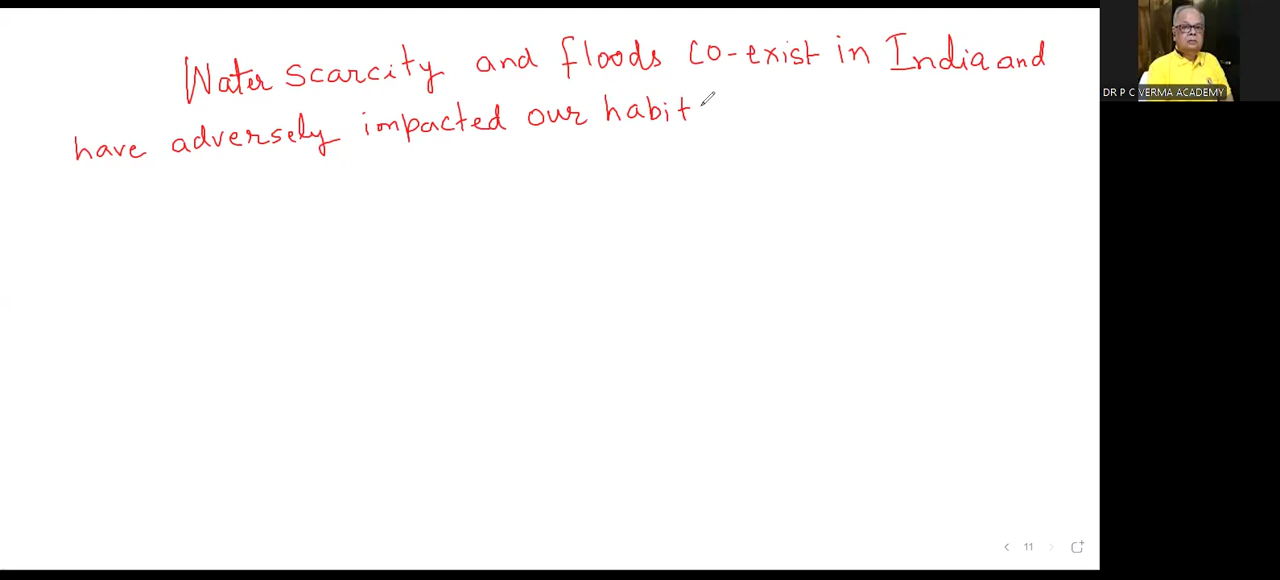 Water scarcity and floods co-exist in India and
have adversely impacted our habit
DR P C VERMA ACADEMY
11